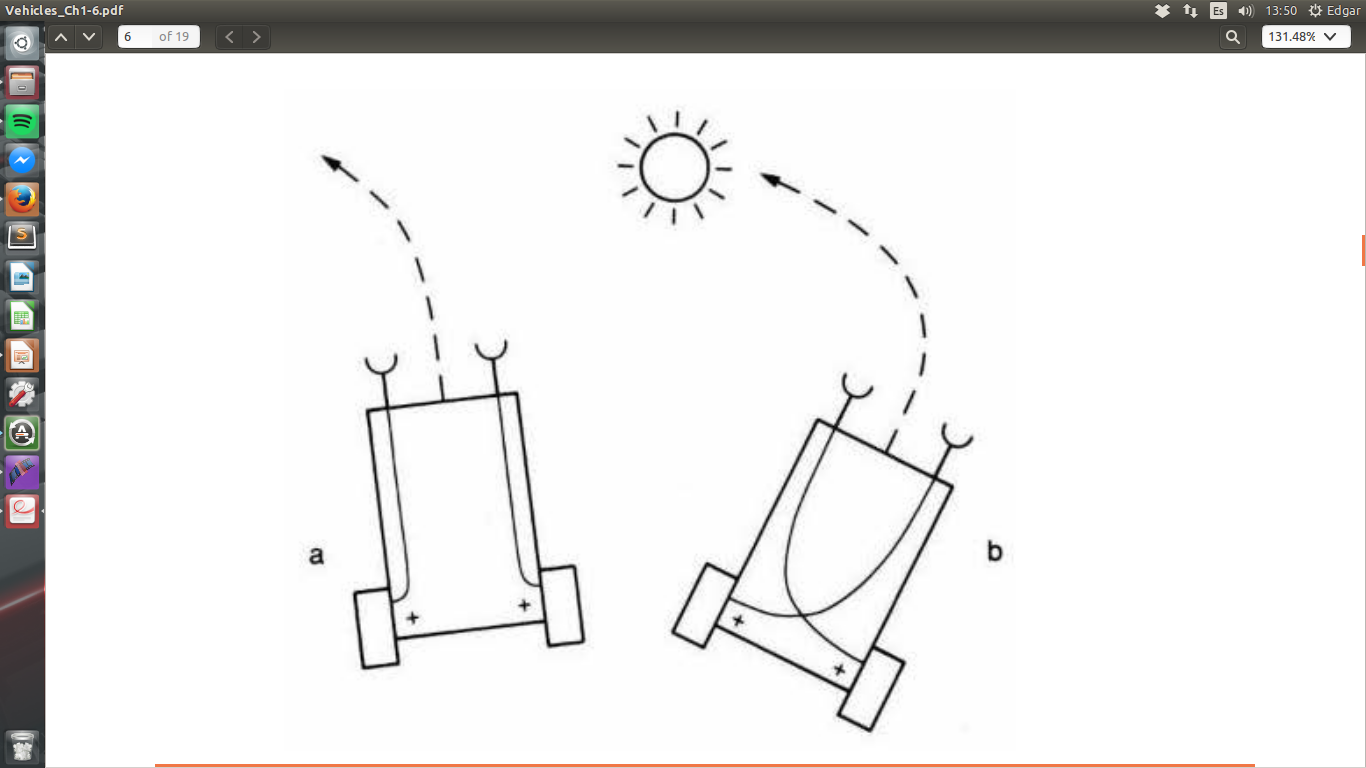 Vehicles_Ch1-6.pdf
Es
13:50
Edgar
6 of 19
131.48%
a
b
+ +
+ +